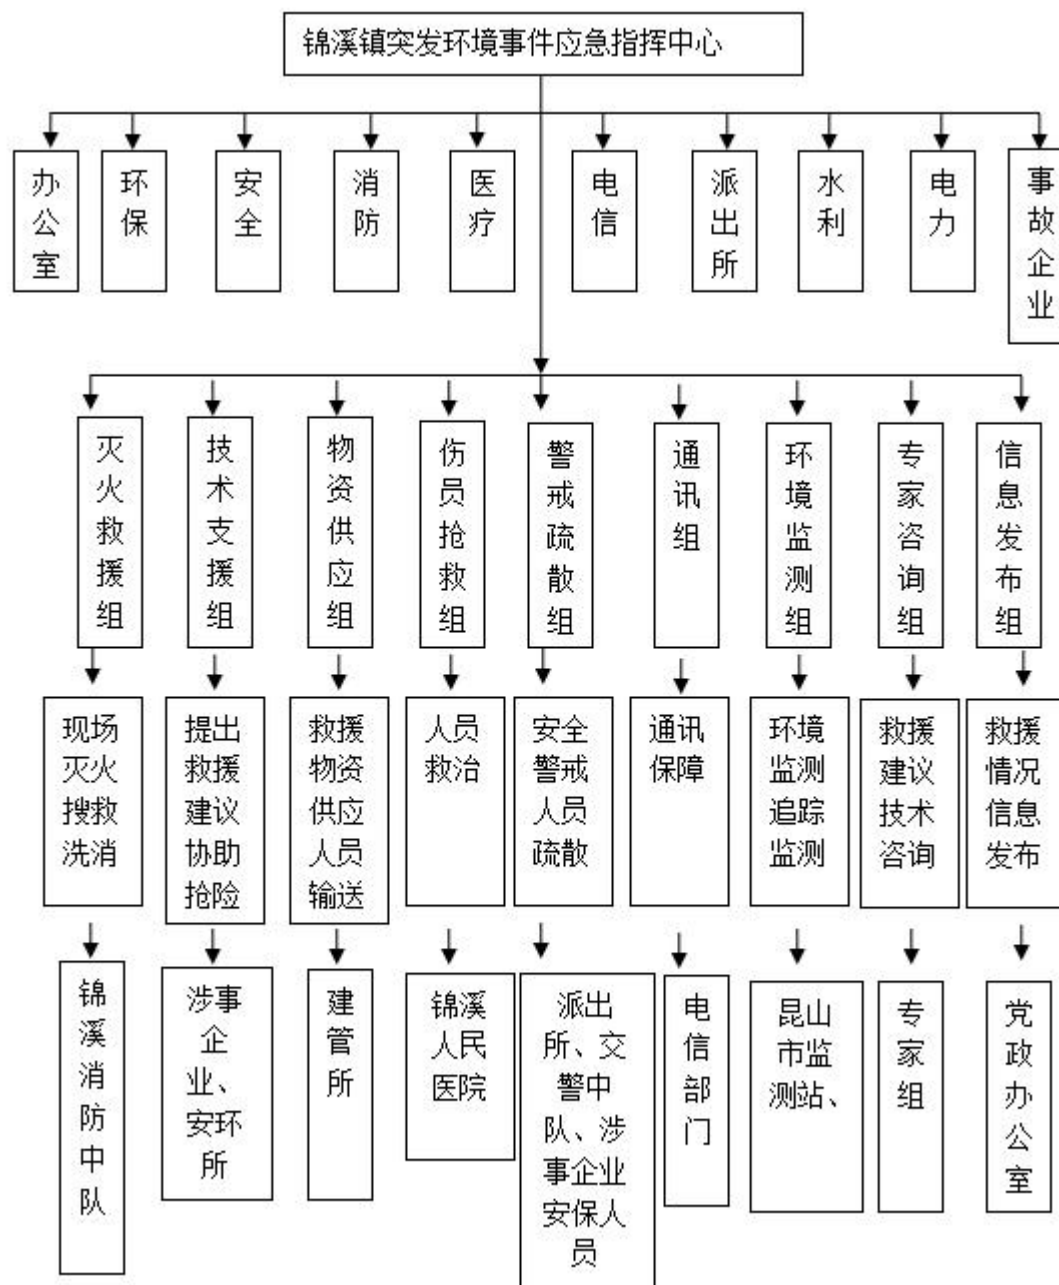 锦溪镇突发环境事件应急指挥中心
办公室
环保
安全
消防
医疗
电信
派出所
水利
电力
事故企业
灭火救援组
技术支援组
物资供应组
伤员抢救组
警戒疏散组
通讯组
环境监测组
专家咨询组
信息发布组
现场
灭火
搜救
洗消
提出
救援
建议
协助
抢险
救援
物资
供应
人员
输送
人员
救治
安全
警戒
人员
疏散
通讯
保障
环境
监测
追踪
监测
救援
建议
技术
咨询
救援
情况
信息
发布
锦溪消防中队
涉事
企
业、
安环
所
建管所
锦溪
人民
医院
派出
所、交
警中
队、涉
事企业
安保人
员
电信部门
昆山
市监
测站、
专家组
党政办公室